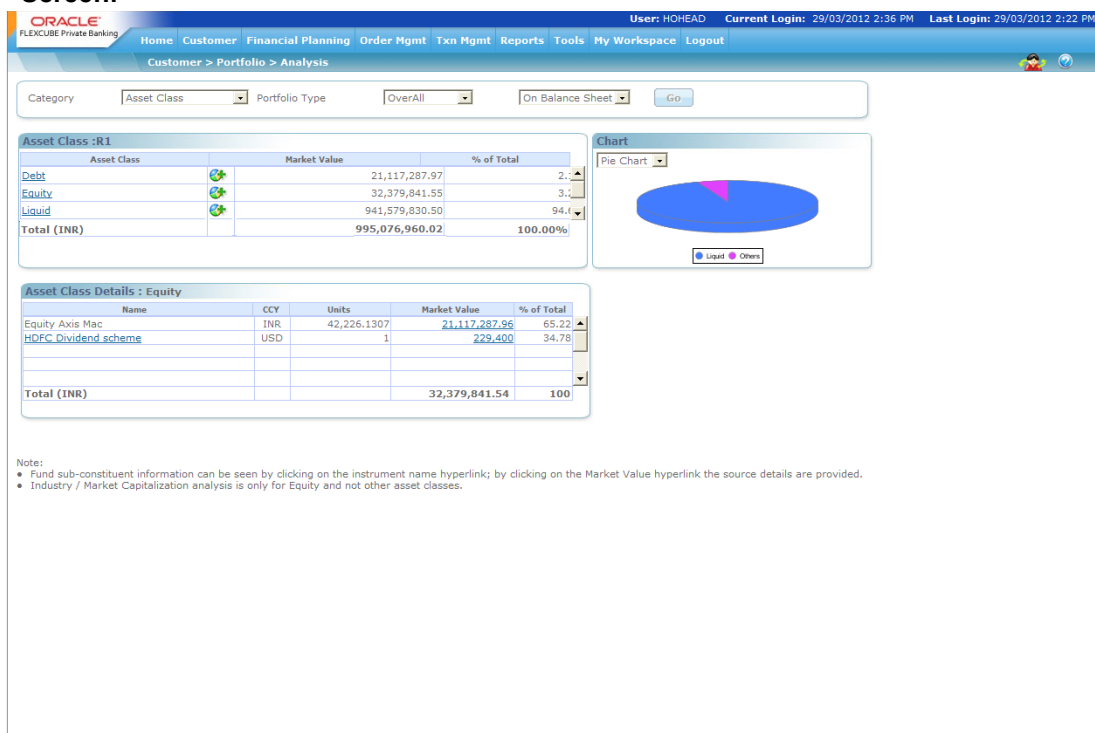 Screen:
ORACLE
FLEXCUBE Private Banking
User: HOHEAD Current Login: 29/03/2012 2:36 PM Last Login: 29/03/2012 2:22 PM
Home Customer Financial Planning Order Mgmt Txn Mgmt Reports Tools My Workspace Logout
Customer > Portfolio > Analysis
Category Asset Class Portfolio Type OverAll On Balance Sheet Go
Asset Class :R1
Asset Class Market Value % of Total
Debt 21,117,287.97 2.
Equity 32,379,841.55 3.
Liquid 941,579,830.50 94.
Total (INR) 995,076,960.02 100.00%
Chart
Pie Chart
Liquid Others
Asset Class Details : Equity
Name CCY Units Market Value % of Total
Equity Axis Mac INR 42,226.1307 21,117,287.96 65.22
HDFC Dividend scheme USD 1 229,400 34.78
Total (INR) 32,379,841.54 100
Note:
● Fund sub-constituent information can be seen by clicking on the instrument name hyperlink; by clicking on the Market Value hyperlink the source details are provided.
● Industry / Market Capitalization analysis is only for Equity and not other asset classes.